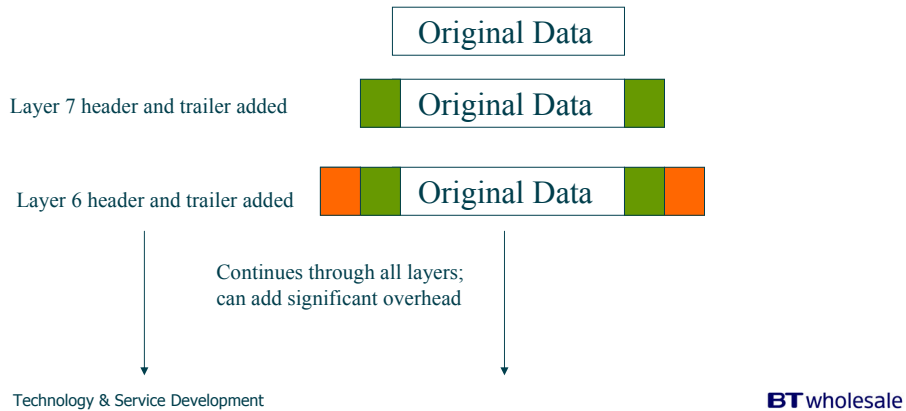 Original Data
Layer 7 header and trailer added
Original Data
Layer 6 header and trailer added
Original Data
Continues through all layers;
can add significant overhead
Technology & Service Development
BT wholesale